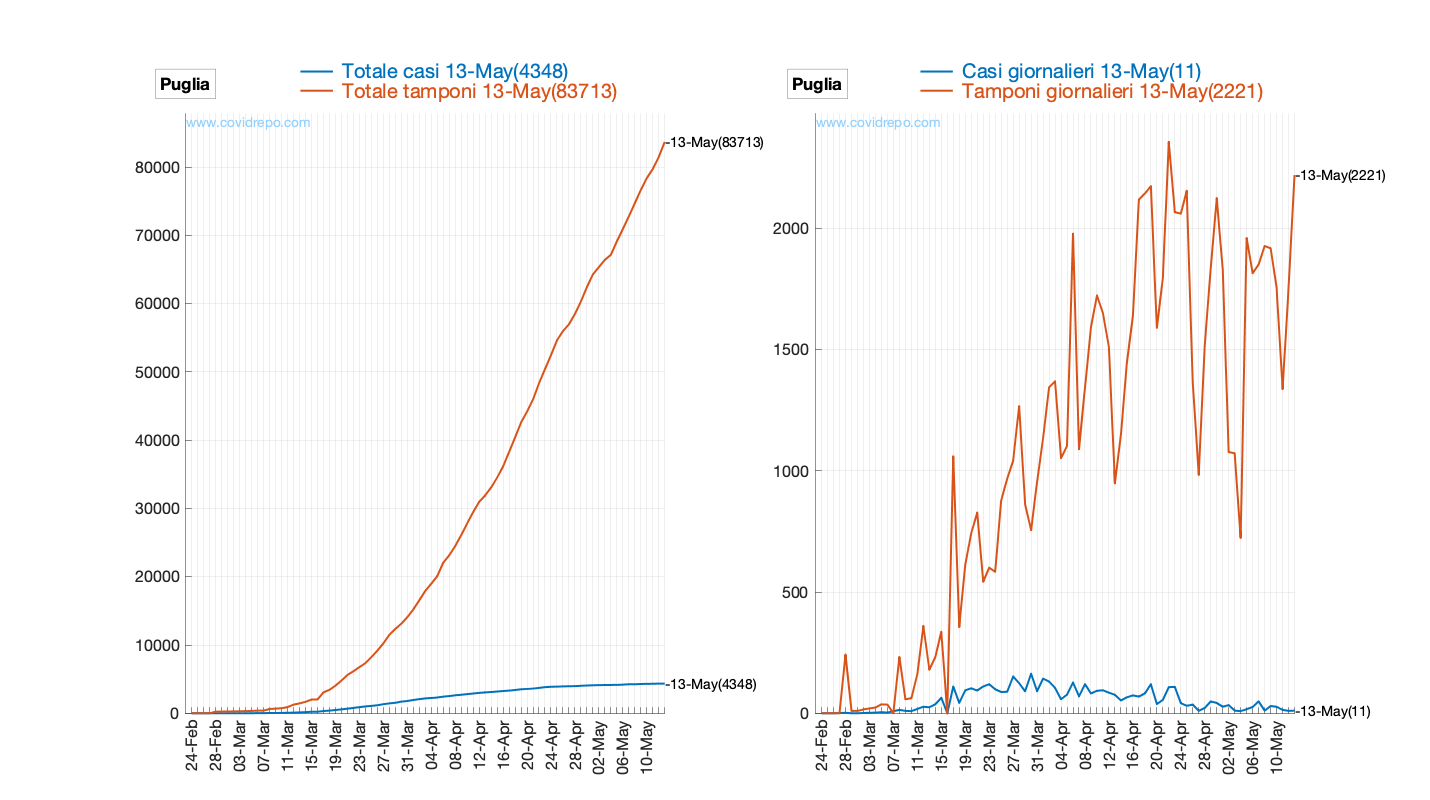 Puglia
Totale casi 13-May(4348)
Totale tamponi 13-May(83713)
www.covidrepo.com
13-May(83713)
80000
70000
60000
50000
40000
30000
20000
10000
0
13-May(4348)
24-Feb
28-Feb
03-Mar
07-Mar
11-Mar
15-Mar
19-Mar
23-Mar
27-Mar
31-Mar
04-Apr
08-Apr
12-Apr
16-Apr
20-Apr
24-Apr
28-Apr
02-May
06-May
10-May
Puglia
Casi giornalieri 13-May(11)
Tamponi giornalieri 13-May(2221)
www.covidrepo.com
13-May(2221)
2000
1500
1000
500
0
13-May(11)
24-Feb
28-Feb
03-Mar
07-Mar
11-Mar
15-Mar
19-Mar
23-Mar
27-Mar
31-Mar
04-Apr
08-Apr
12-Apr
16-Apr
20-Apr
24-Apr
28-Apr
02-May
06-May
10-May